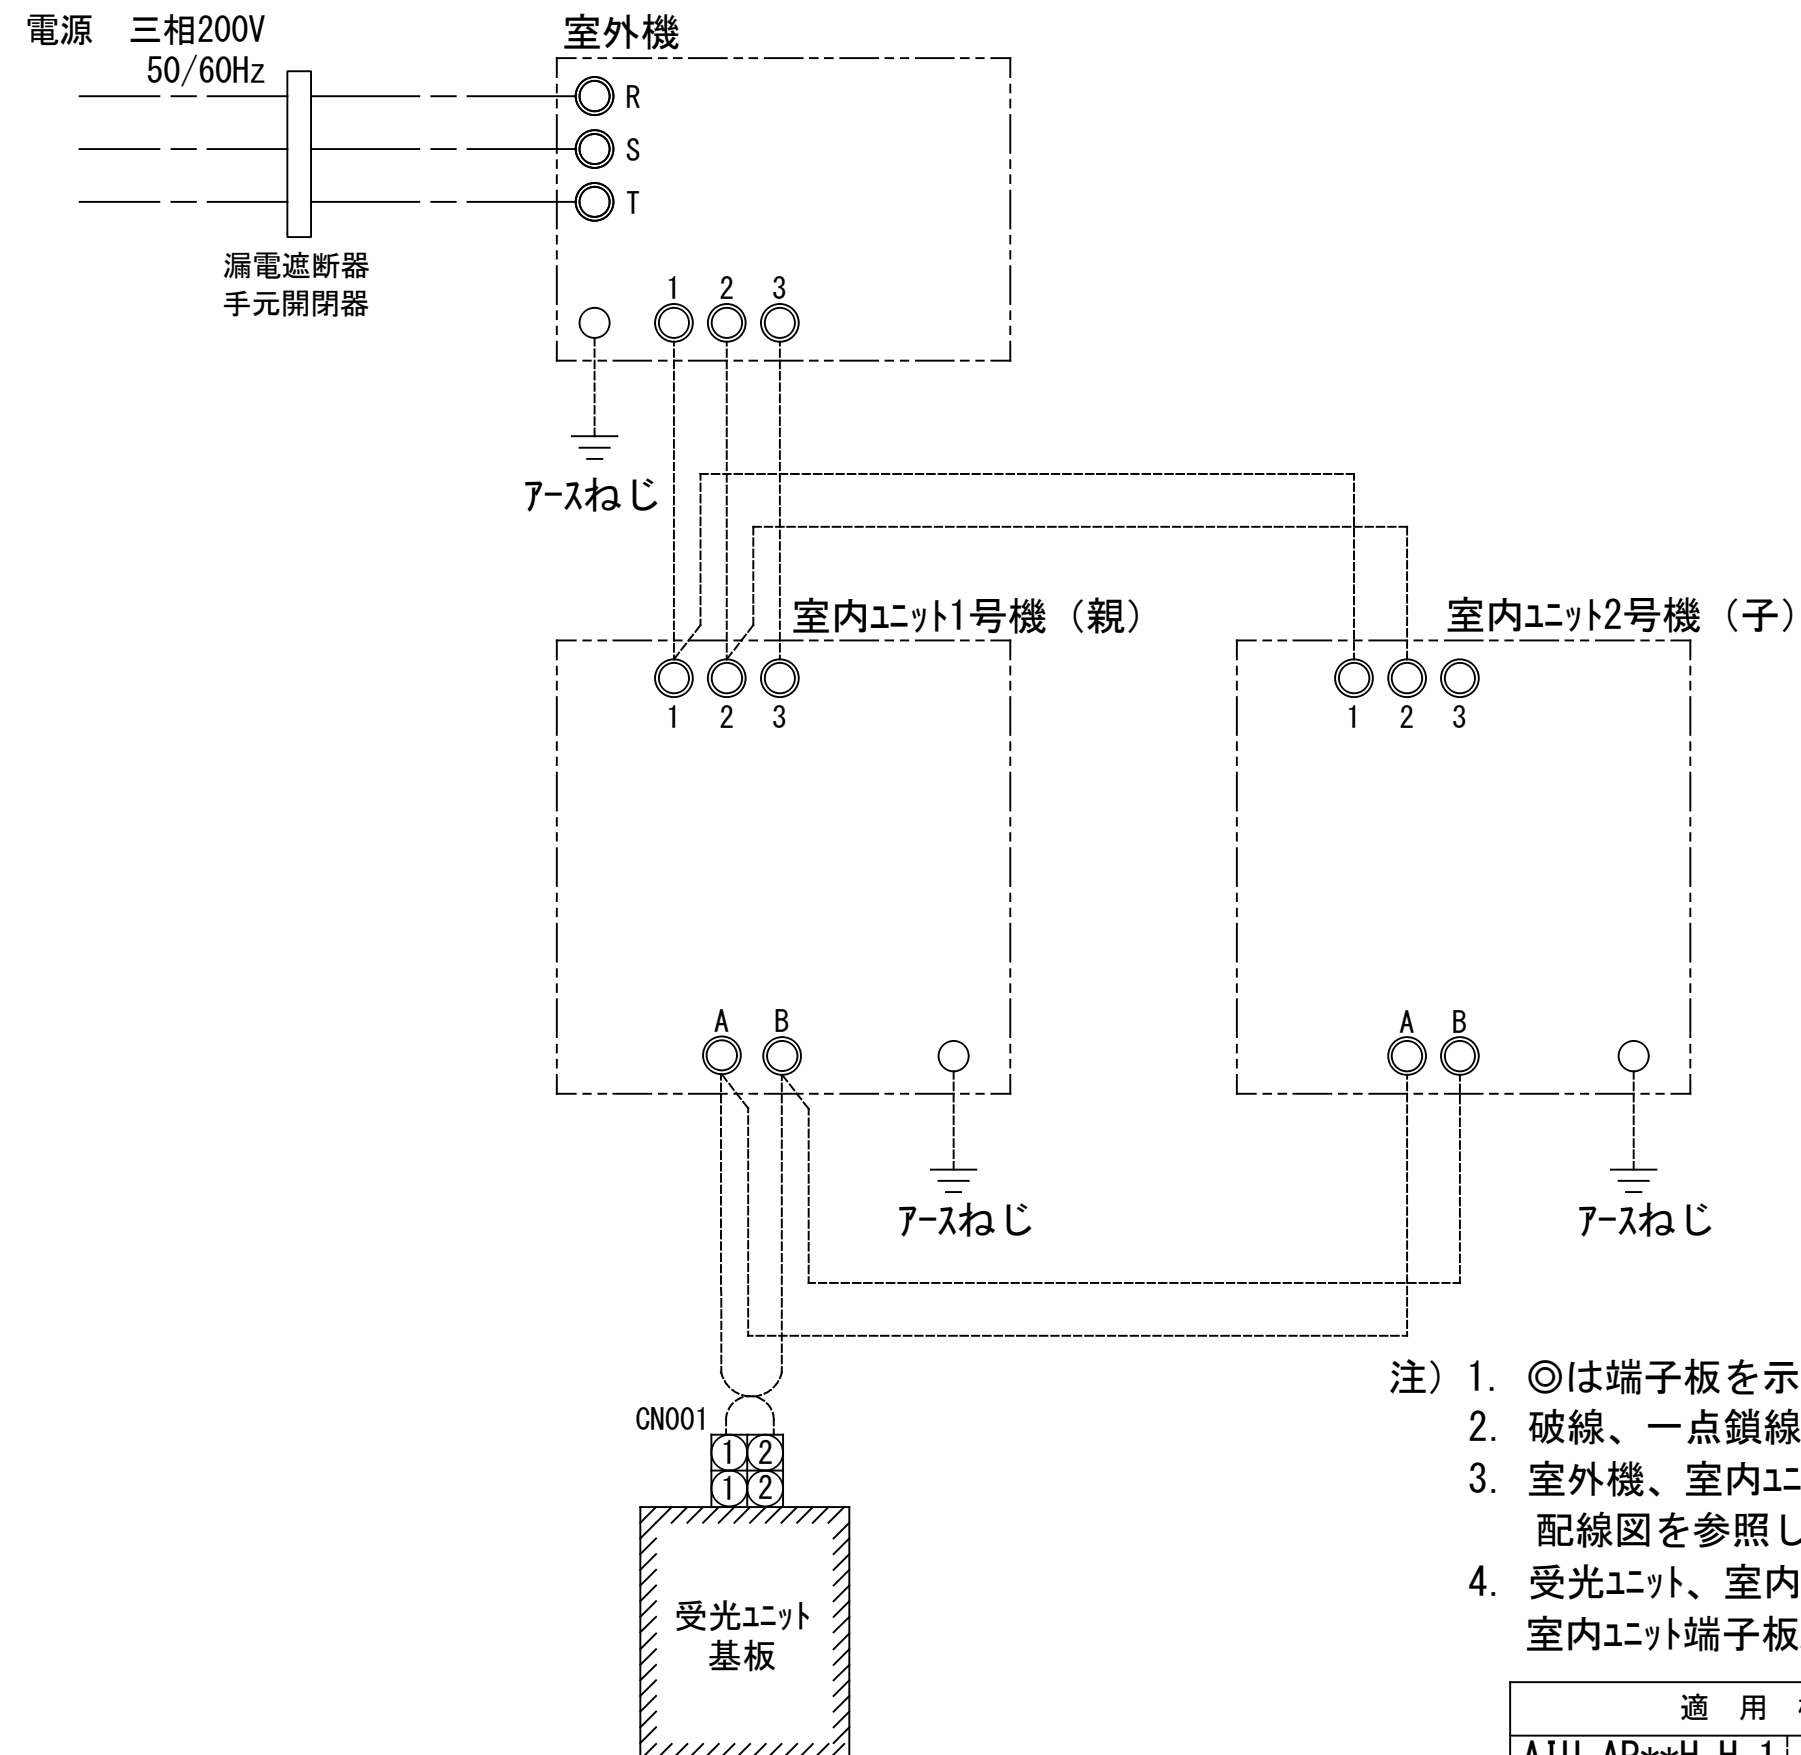 電源 三相200V
50/60Hz
室外機
R
S
T
漏電遮断器
手元開閉器
1 2 3
ｱｰｽねじ
室内ﾕﾆｯﾄ1号機（親）
室内ﾕﾆｯﾄ2号機（子）
1 2 3
1 2 3
A B
A B
ｱｰｽねじ
ｱｰｽねじ
CN001
1 2
1 2
受光ﾕﾆｯﾄ
基板
注）1. ◎は端子板を示
2. 破線、一点鎖線
3. 室外機、室内ﾕﾆ
配線図を参照し
4. 受光ﾕﾆｯﾄ、室内
室内ﾕﾆｯﾄ端子板
適 用